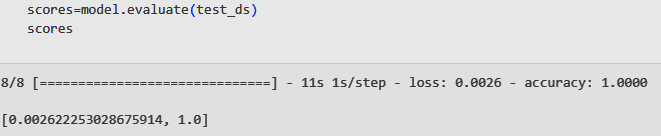 scores=model.evaluate(test_ds)
scores
8/8 [==============================] - 11s 1s/step - loss: 0.0026 - accuracy: 1.0000
[0.002622253028675914, 1.0]